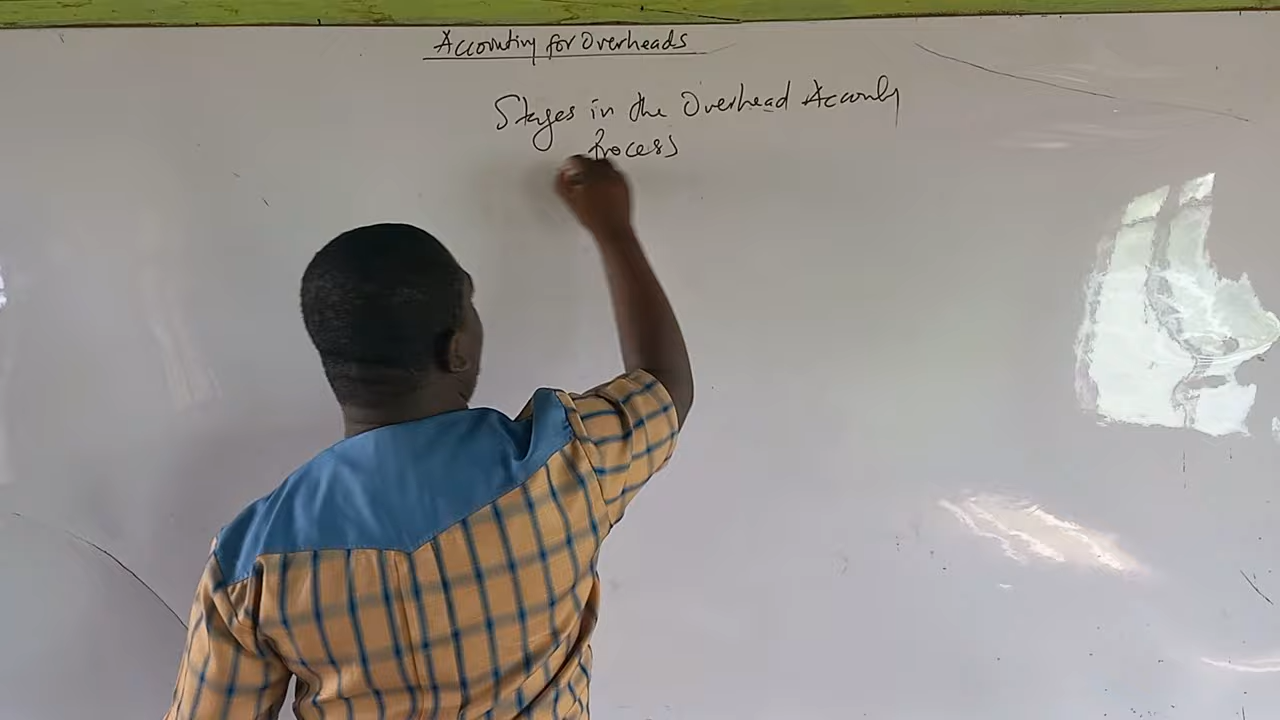 Accounting for Overheads
Stages in the Overhead Accounting
Process